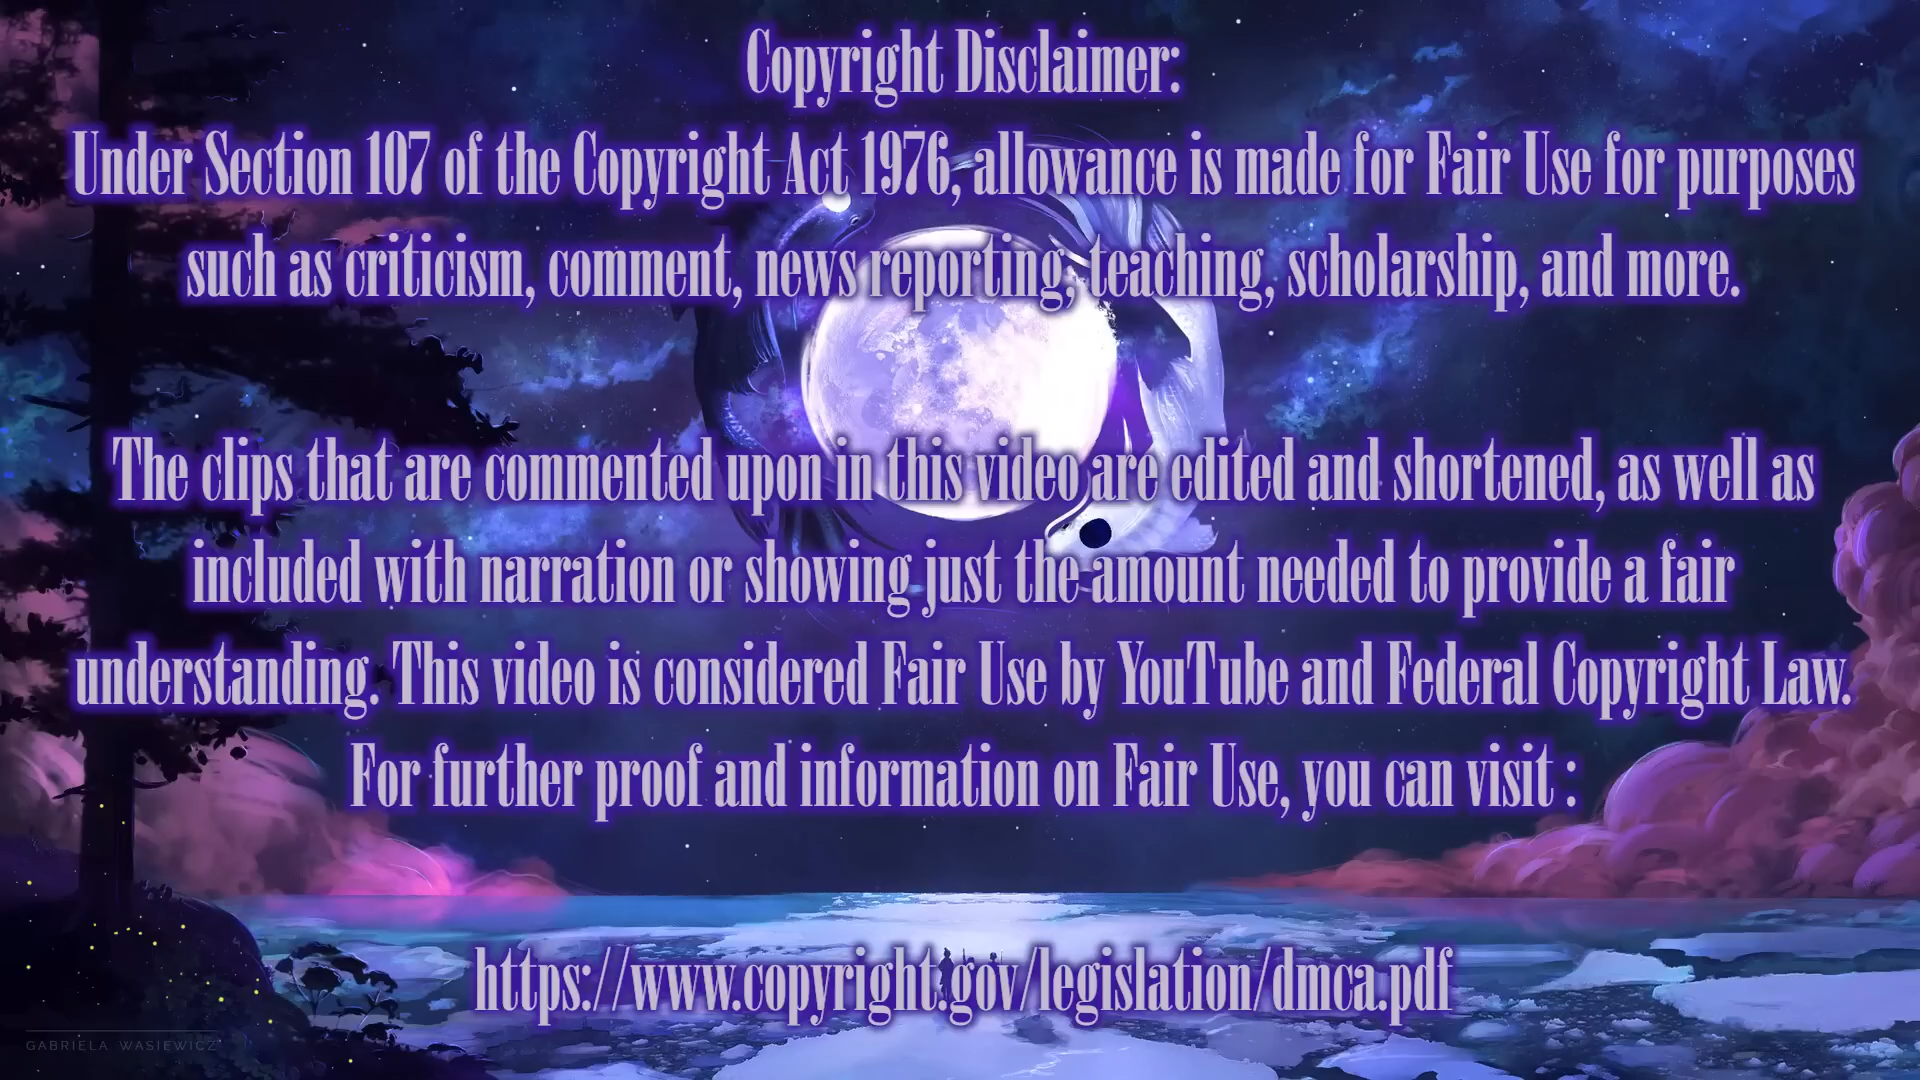 Copyright Disclaimer:
Under Section 107 of the Copyright Act 1976, allowance is made for Fair Use for purposes
such as criticism, comment, news reporting, teaching, scholarship, and more.
The clips that are commented upon in this video are edited and shortened, as well as
included with narration or showing just the amount needed to provide a fair
understanding. This video is considered Fair Use by YouTube and Federal Copyright Law.
For further proof and information on Fair Use, you can visit :
https://www.copyright.gov/legislation/dmca.pdf
GABRIELA WASIEWICZ